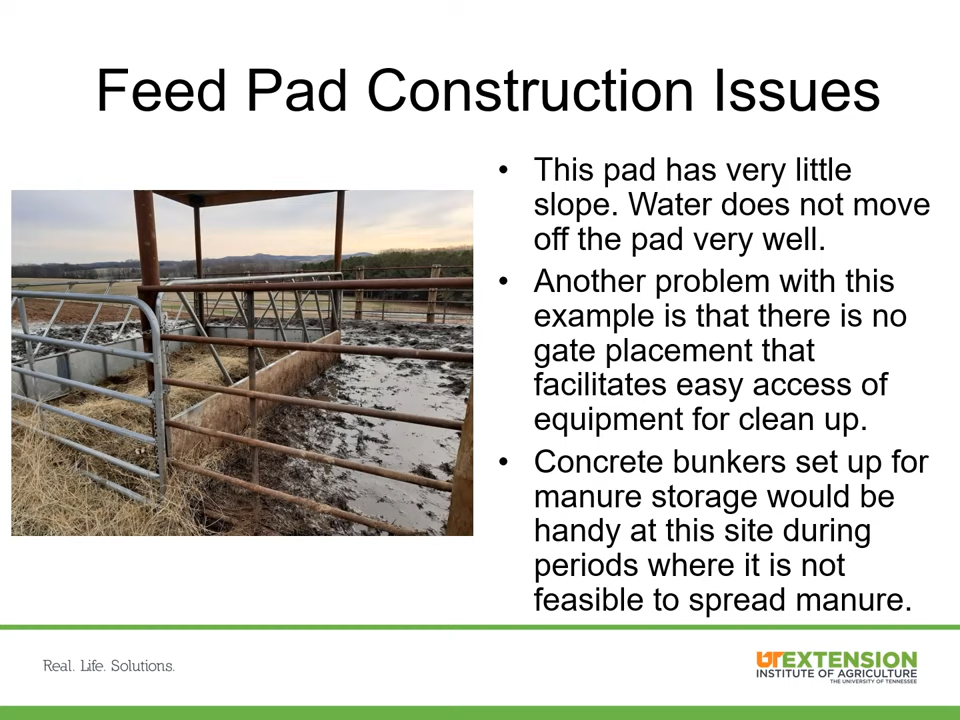 Feed Pad Construction Issues
• This pad has very little
slope. Water does not move
off the pad very well.
• Another problem with this
example is that there is no
gate placement that
facilitates easy access of
equipment for clean up.
• Concrete bunkers set up for
manure storage would be
handy at this site during
periods where it is not
feasible to spread manure.
Real. Life. Solutions.
UTEXTENSION
INSTITUTE OF AGRICULTURE
THE UNIVERSITY OF TENNESSEE